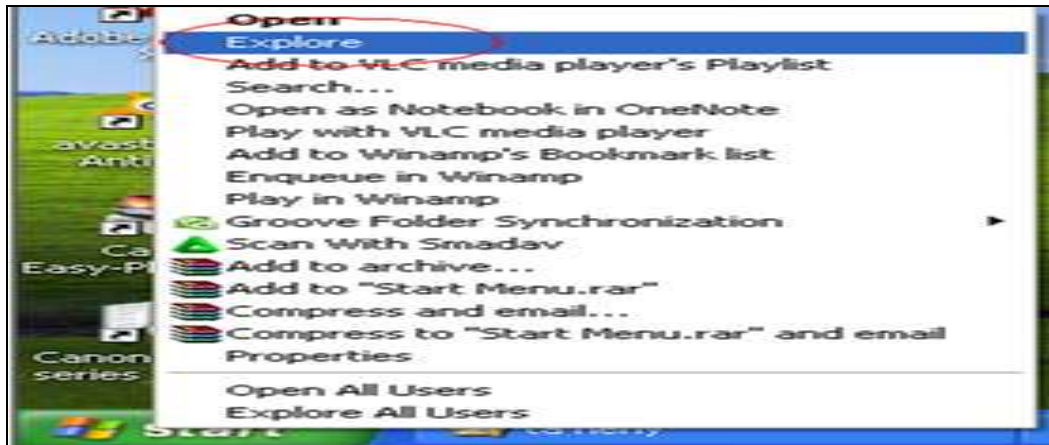 Open
Explore
Add to VLC media player's Playlist
Search...
Open as Notebook in OneNote
Play with VLC media player
Add to Winamp's Bookmark list
Enqueue in Winamp
Play in Winamp
Groove Folder Synchronization
Scan With Smadav
Add to archive...
Add to "Start Menu.rar"
Compress and email...
Compress to "Start Menu.rar" and email
Properties
Open All Users
Explore All Users
Adobe
avast
Anti
Ca
Easy-P
Canon
series
start